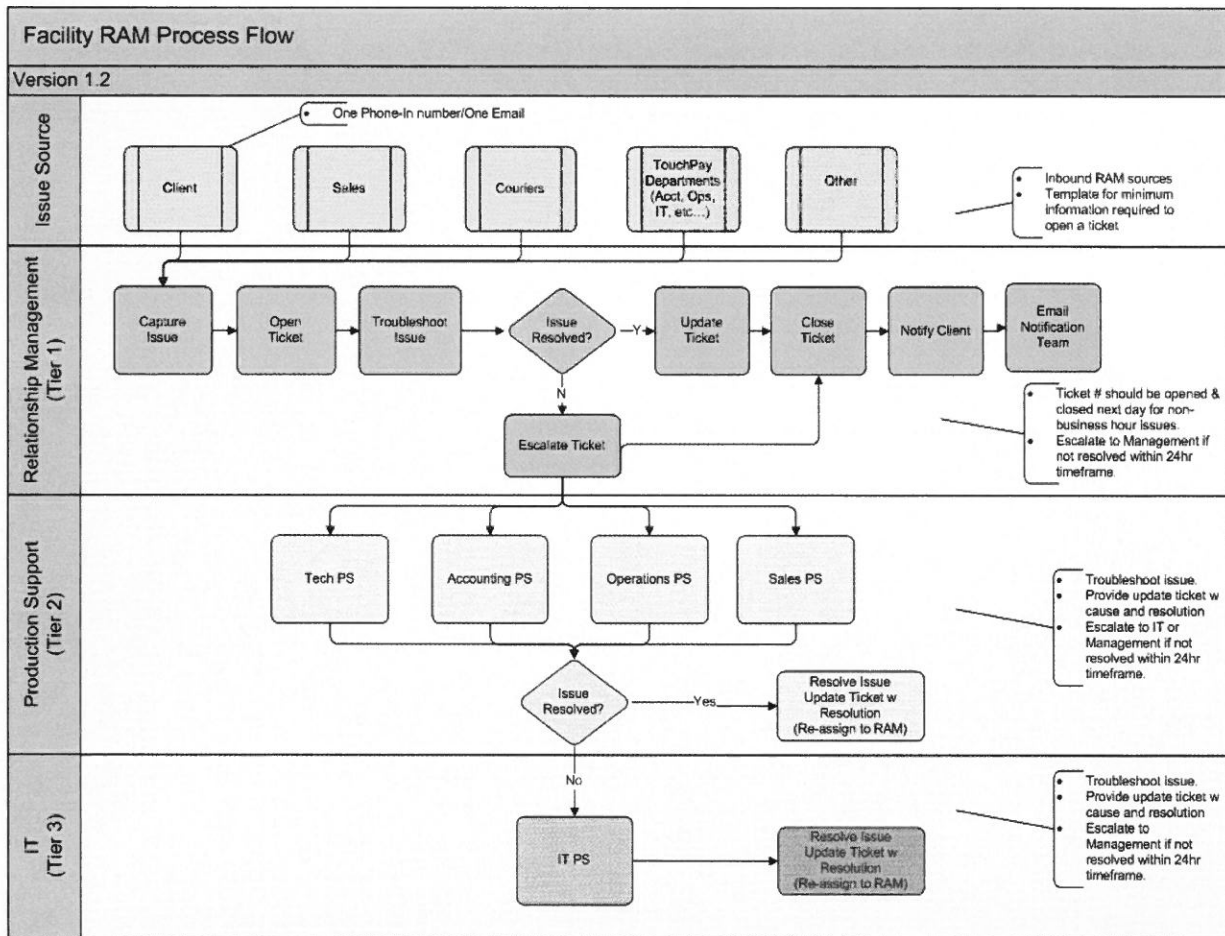 Facility RAM Process Flow
Version 1.2
Issue Source
One Phone-In number/One Email
Client
Sales
Couriers
TouchPay
Departments
(Acct, Ops,
IT, etc...)
Other
Inbound RAM sources
Template for minimum
information required to
open a ticket
Relationship Management
(Tier 1)
Capture
Issue
Open
Ticket
Troubleshoot
Issue
Issue
Resolved?
Y
Update
Ticket
Close
Ticket
Notify Client
Email
Notification
Team
N
Escalate Ticket
Ticket # should be opened &
closed next day for non-
business hour issues.
Escalate to Management if
not resolved within 24hr
timeframe.
Production Support
(Tier 2)
Tech PS
Accounting PS
Operations PS
Sales PS
Troubleshoot issue.
Provide update ticket w
cause and resolution
Escalate to IT or
Management if not
resolved within 24hr
timeframe.
Issue
Resolved?
Yes
Resolve Issue
Update Ticket w
Resolution
(Re-assign to RAM)
No
IT
(Tier 3)
IT PS
Resolve Issue
Update Ticket w
Resolution
(Re-assign to RAM)
Troubleshoot issue.
Provide update ticket w
cause and resolution
Escalate to
Management if not
resolved within 24hr
timeframe.